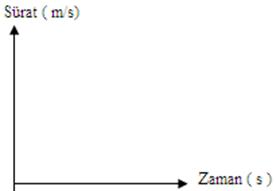 Sürat ( m/s)
Zaman ( s )